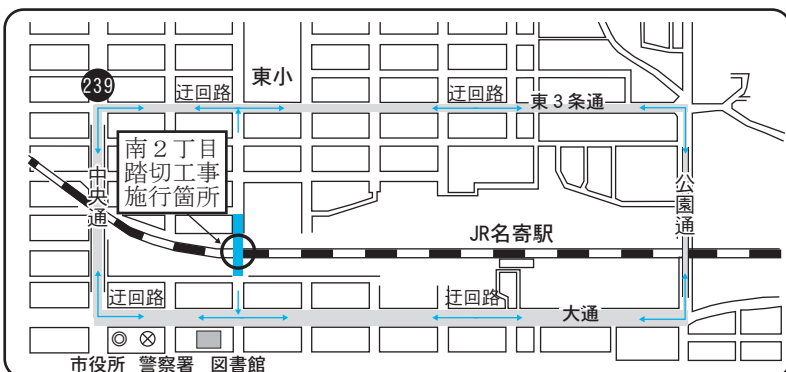 東小
239
迂回路
迂回路
東3条通
南2丁目
踏切工事
施行箇所
中央通
公園通
JR名寄駅
迂回路
迂回路
大通
市役所 警察署 図書館